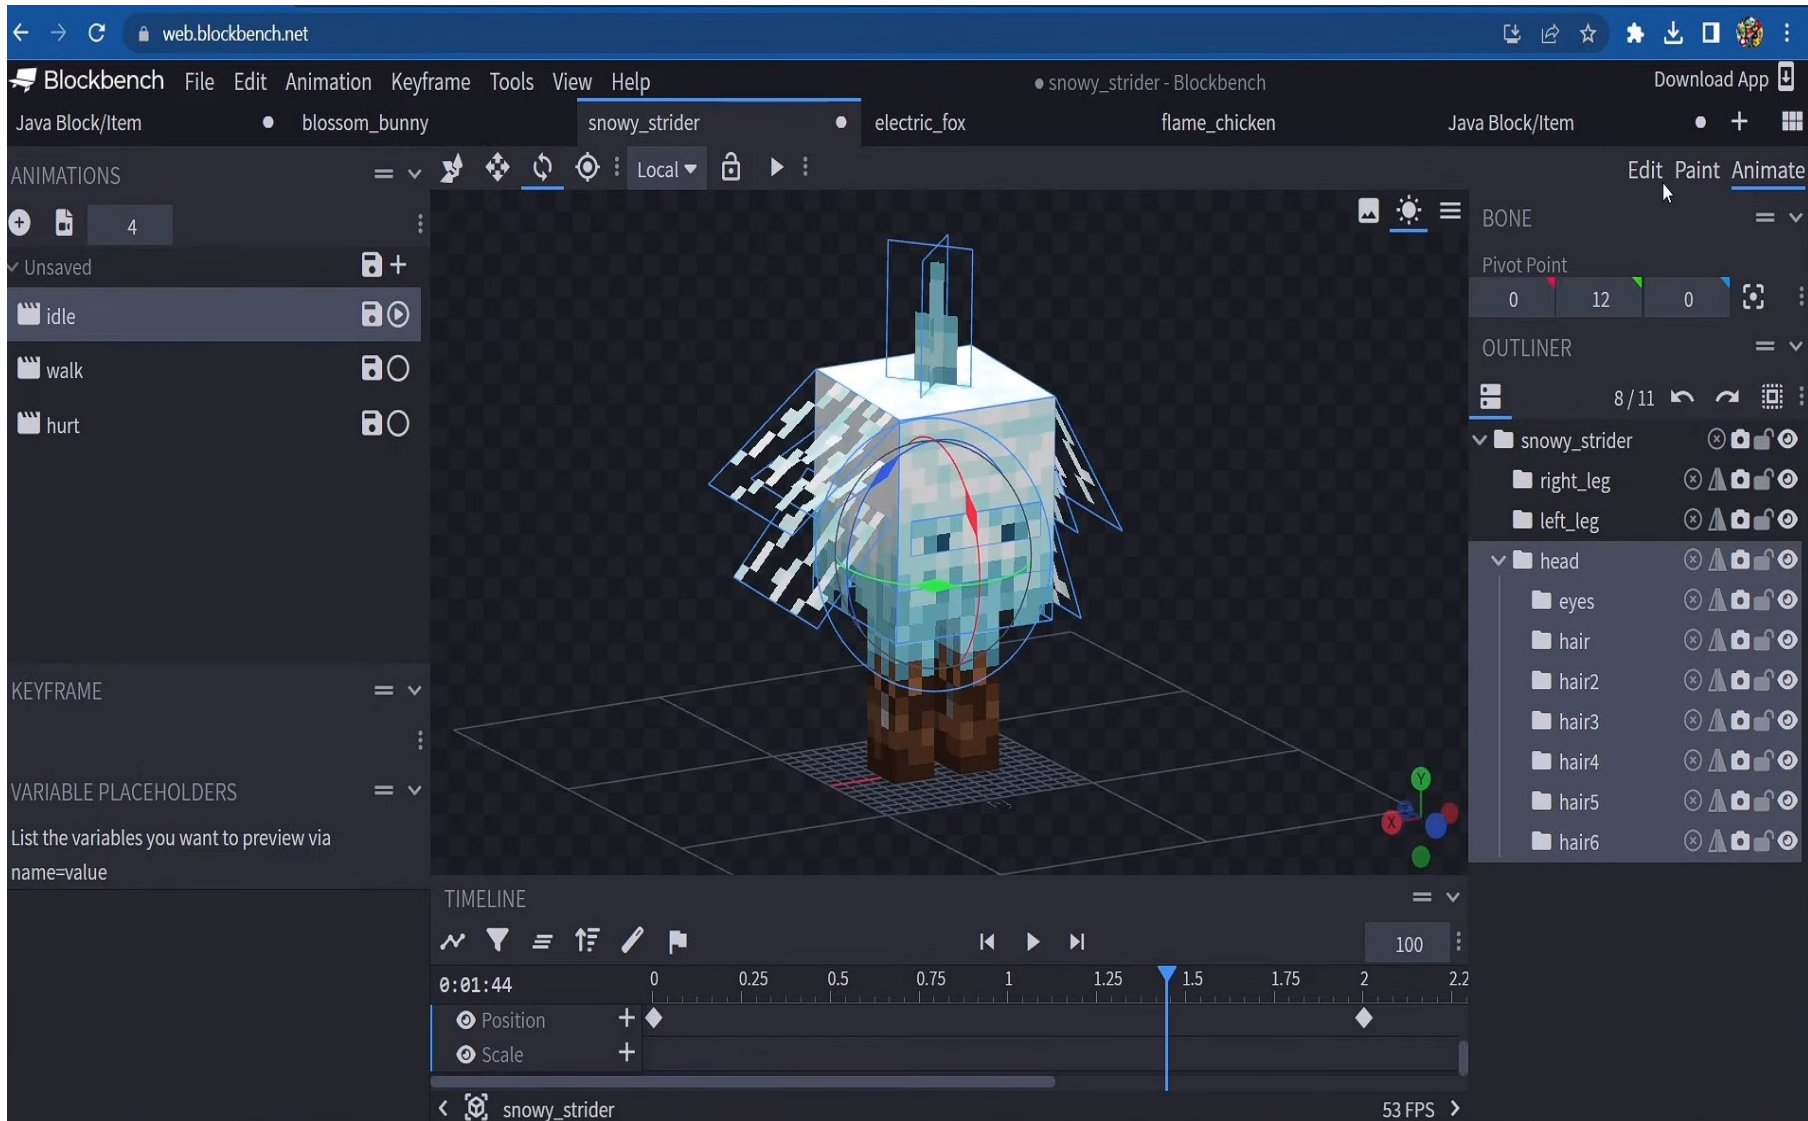 web.blockbench.net
Blockbench File Edit Animation Keyframe Tools View Help
snowy_strider - Blockbench
Download App
Java Block/Item
blossom_bunny
snowy_strider
electric_fox
flame_chicken
Java Block/Item
ANIMATIONS
4
Unsaved
idle
walk
hurt
KEYFRAME
VARIABLE PLACEHOLDERS
List the variables you want to preview via
name=value
Local
Edit Paint Animate
BONE
Pivot Point
0 12 0
OUTLINER
8/11
snowy_strider
right_leg
left_leg
head
eyes
hair
hair2
hair3
hair4
hair5
hair6
Y
X
TIMELINE
100
0:01:44
0 0.25 0.5 0.75 1 1.25 1.5 1.75 2 2.2
Position
Scale
snowy_strider
53 FPS